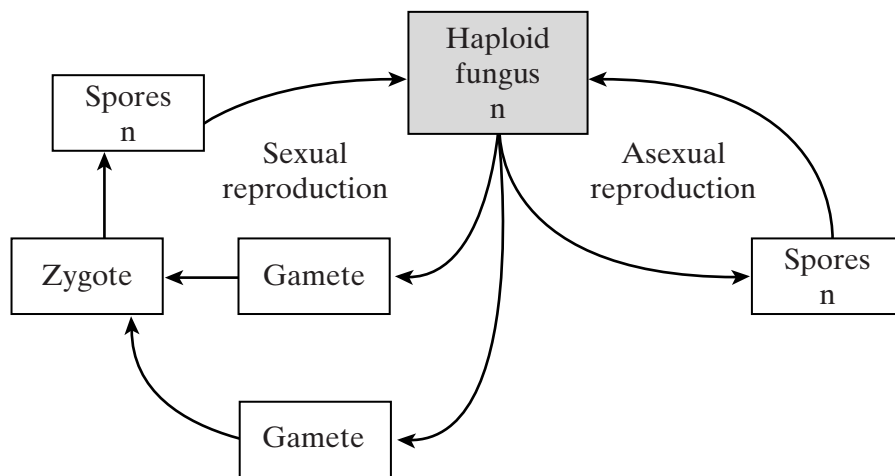 Haploid
fungus
n
Spores
n
Sexual
reproduction
Asexual
reproduction
Zygote
Gamete
Spores
n
Gamete